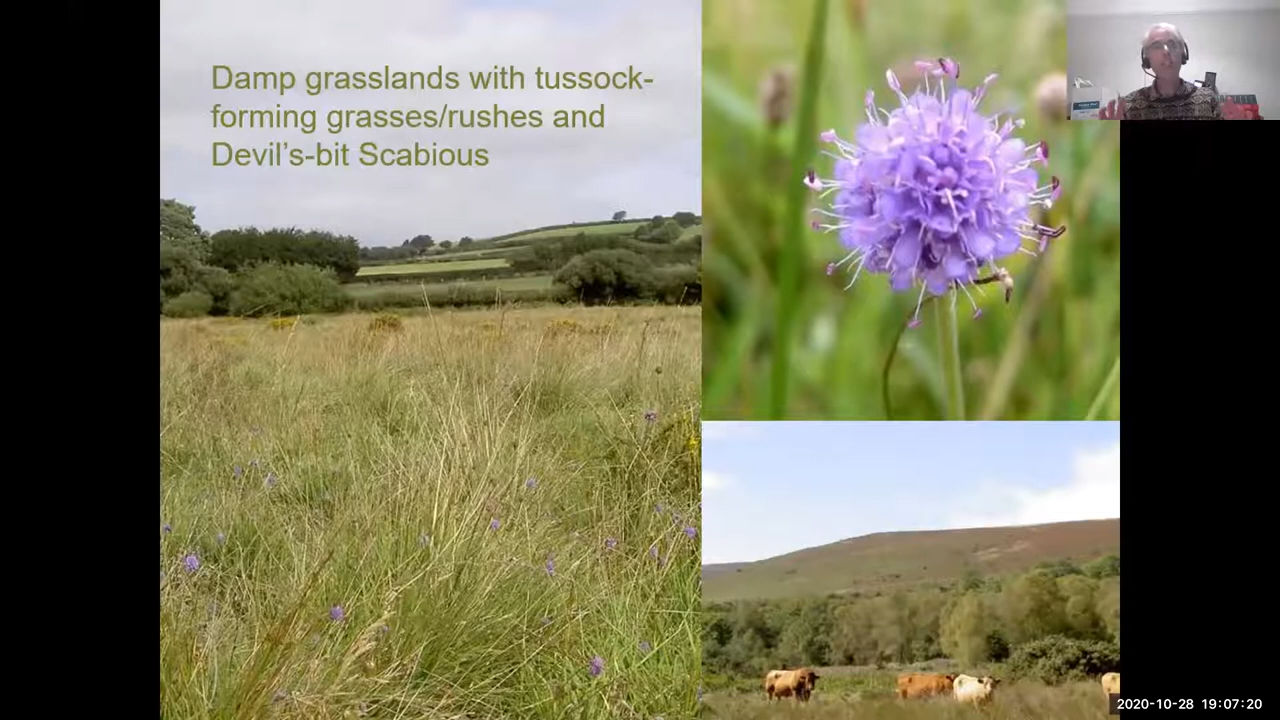 Damp grasslands with tussock-
forming grasses/rushes and
Devil's-bit Scabious
2020-10-28 19:07:20